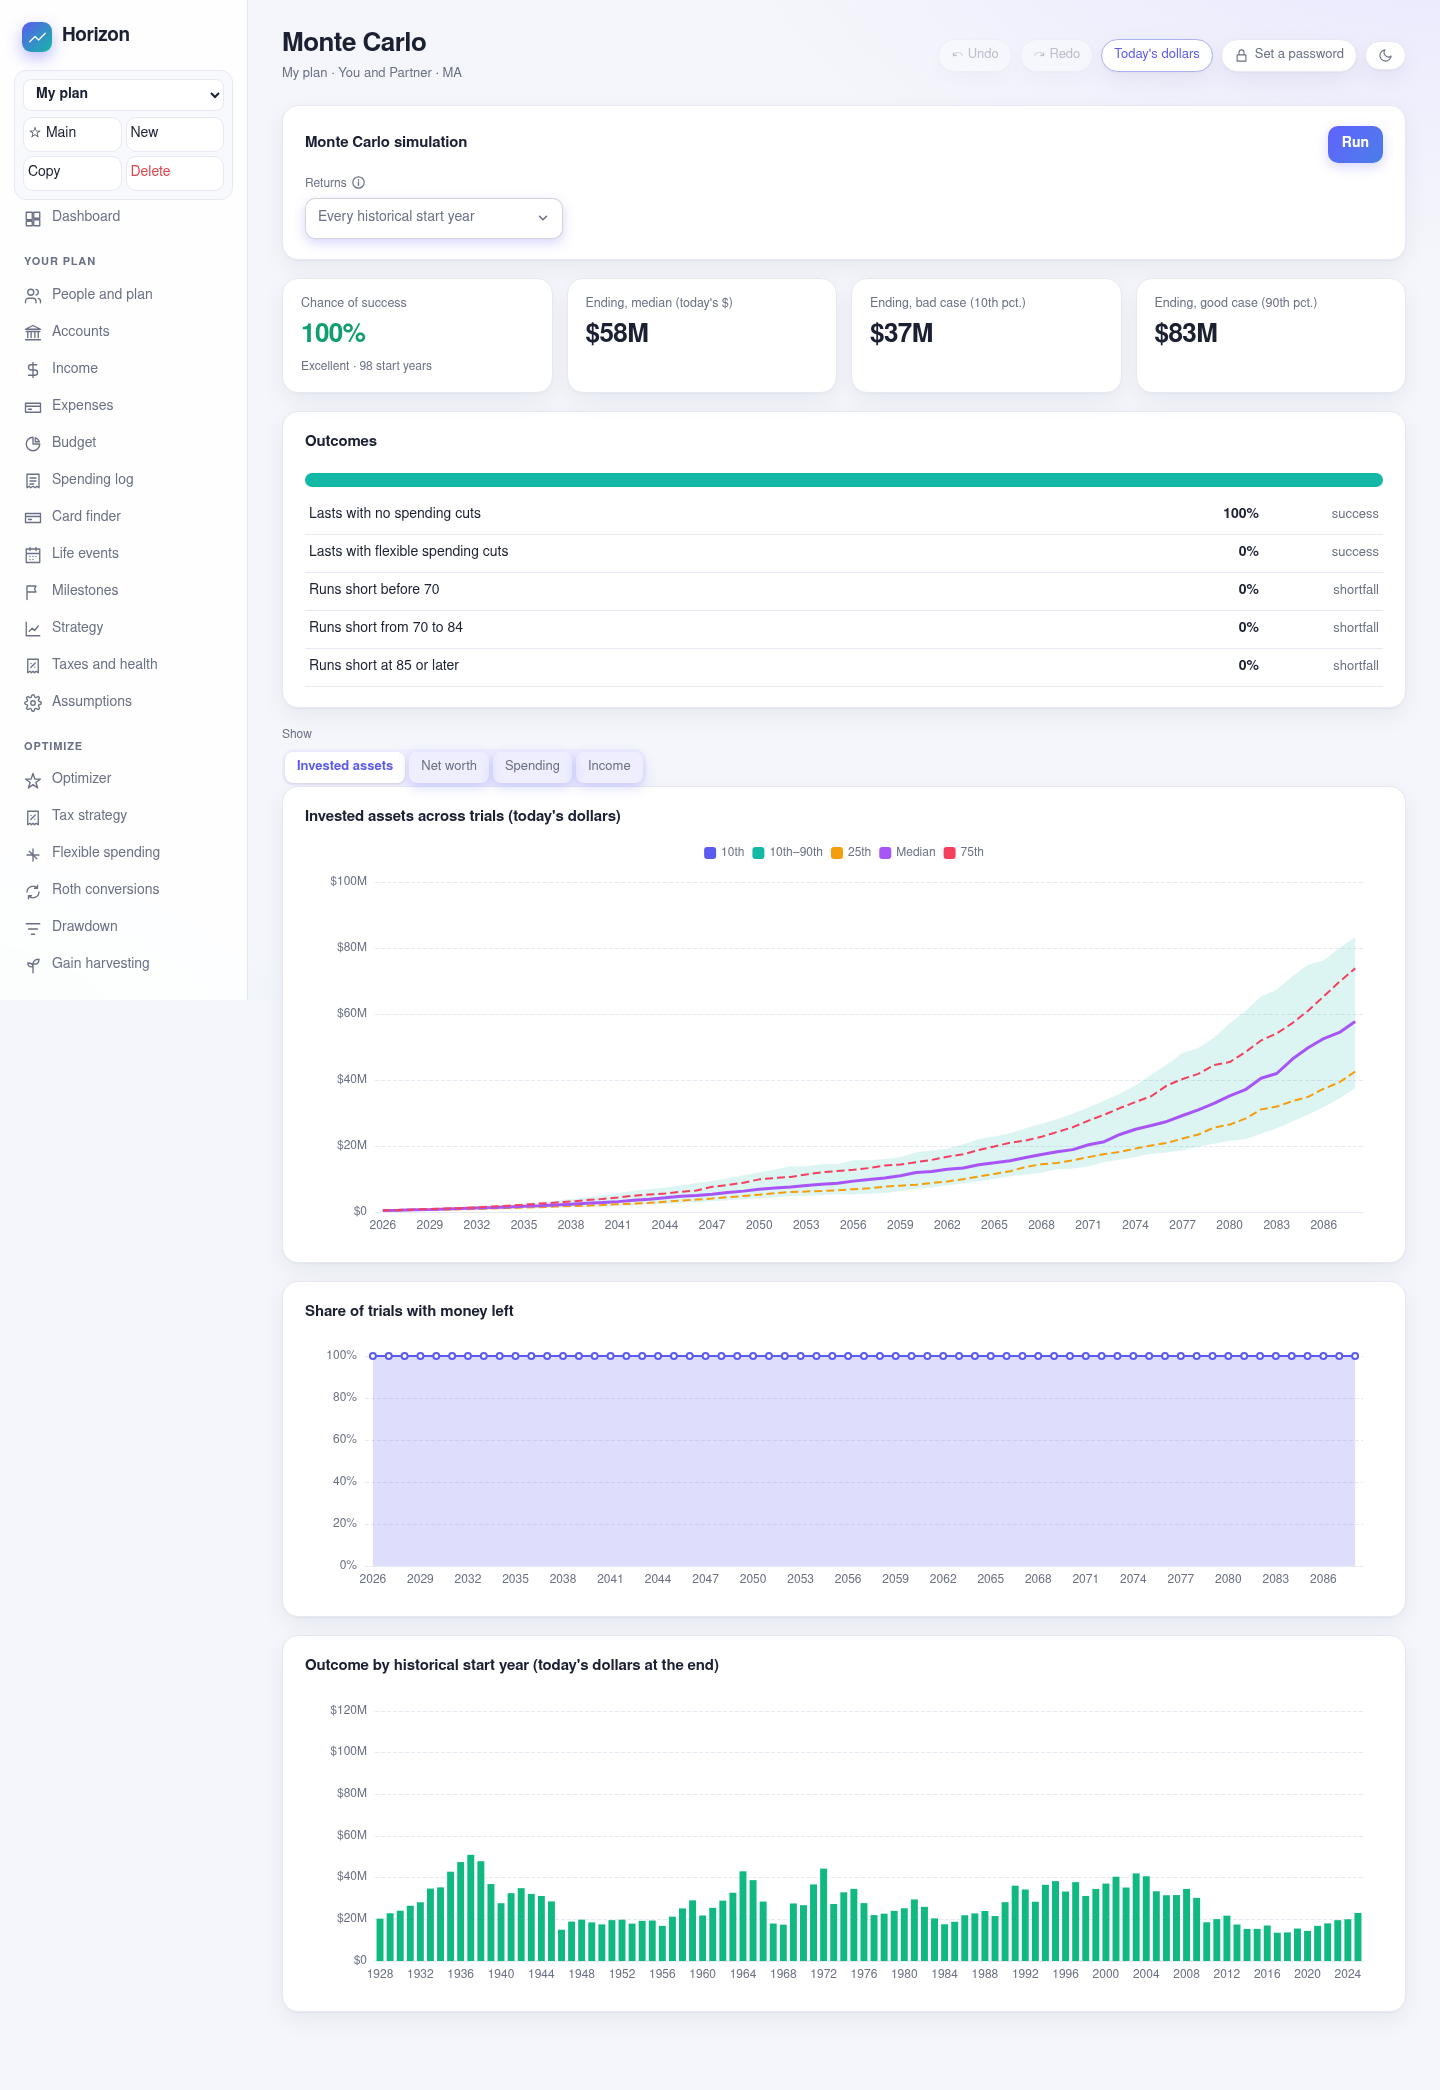 Horizon
My plan
☆ Main
New
Copy
Delete
Dashboard
YOUR PLAN
People and plan
Accounts
Income
Expenses
Budget
Spending log
Card finder
Life events
Milestones
Strategy
Taxes and health
Assumptions
OPTIMIZE
Optimizer
Tax strategy
Flexible spending
Roth conversions
Drawdown
Gain harvesting
Monte Carlo
My plan · You and Partner · MA
Undo
Redo
Today's dollars
Set a password
Monte Carlo simulation
Run
Returns
Every historical start year
Chance of success
100%
Excellent · 98 start years
Ending, median (today's $)
$58M
Ending, bad case (10th pct.)
$37M
Ending, good case (90th pct.)
$83M
Outcomes
Lasts with no spending cuts 100% success
Lasts with flexible spending cuts 0% success
Runs short before 70 0% shortfall
Runs short from 70 to 84 0% shortfall
Runs short at 85 or later 0% shortfall
Show
Invested assets Net worth Spending Income
Invested assets across trials (today's dollars)
10th 10th–90th 25th Median 75th
$100M
$80M
$60M
$40M
$20M
$0
2026 2029 2032 2035 2038 2041 2044 2047 2050 2053 2056 2059 2062 2065 2068 2071 2074 2077 2080 2083 2086
Share of trials with money left
100%
80%
60%
40%
20%
0%
2026 2029 2032 2035 2038 2041 2044 2047 2050 2053 2056 2059 2062 2065 2068 2071 2074 2077 2080 2083 2086
Outcome by historical start year (today's dollars at the end)
$120M
$100M
$80M
$60M
$40M
$20M
$0
1928 1932 1936 1940 1944 1948 1952 1956 1960 1964 1968 1972 1976 1980 1984 1988 1992 1996 2000 2004 2008 2012 2016 2020 2024